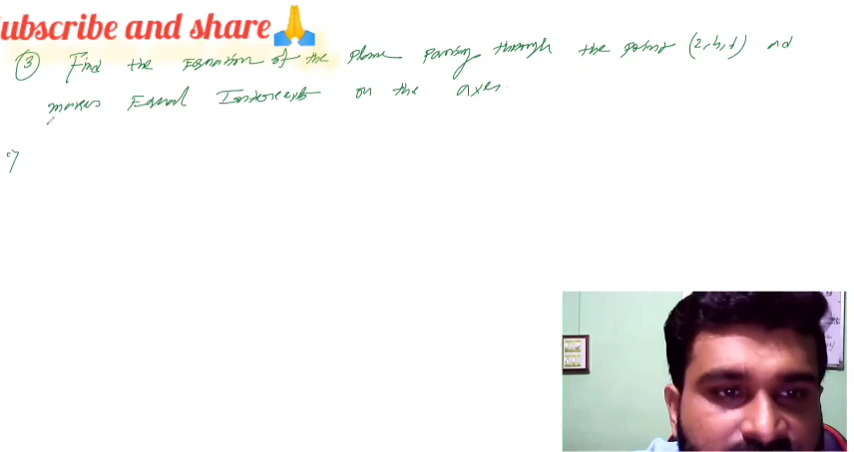 ubscribe and share🙏
③ Find the Equation of the plane passing through the point (2,4,1) and
makes Equal Intercepts on the axes.